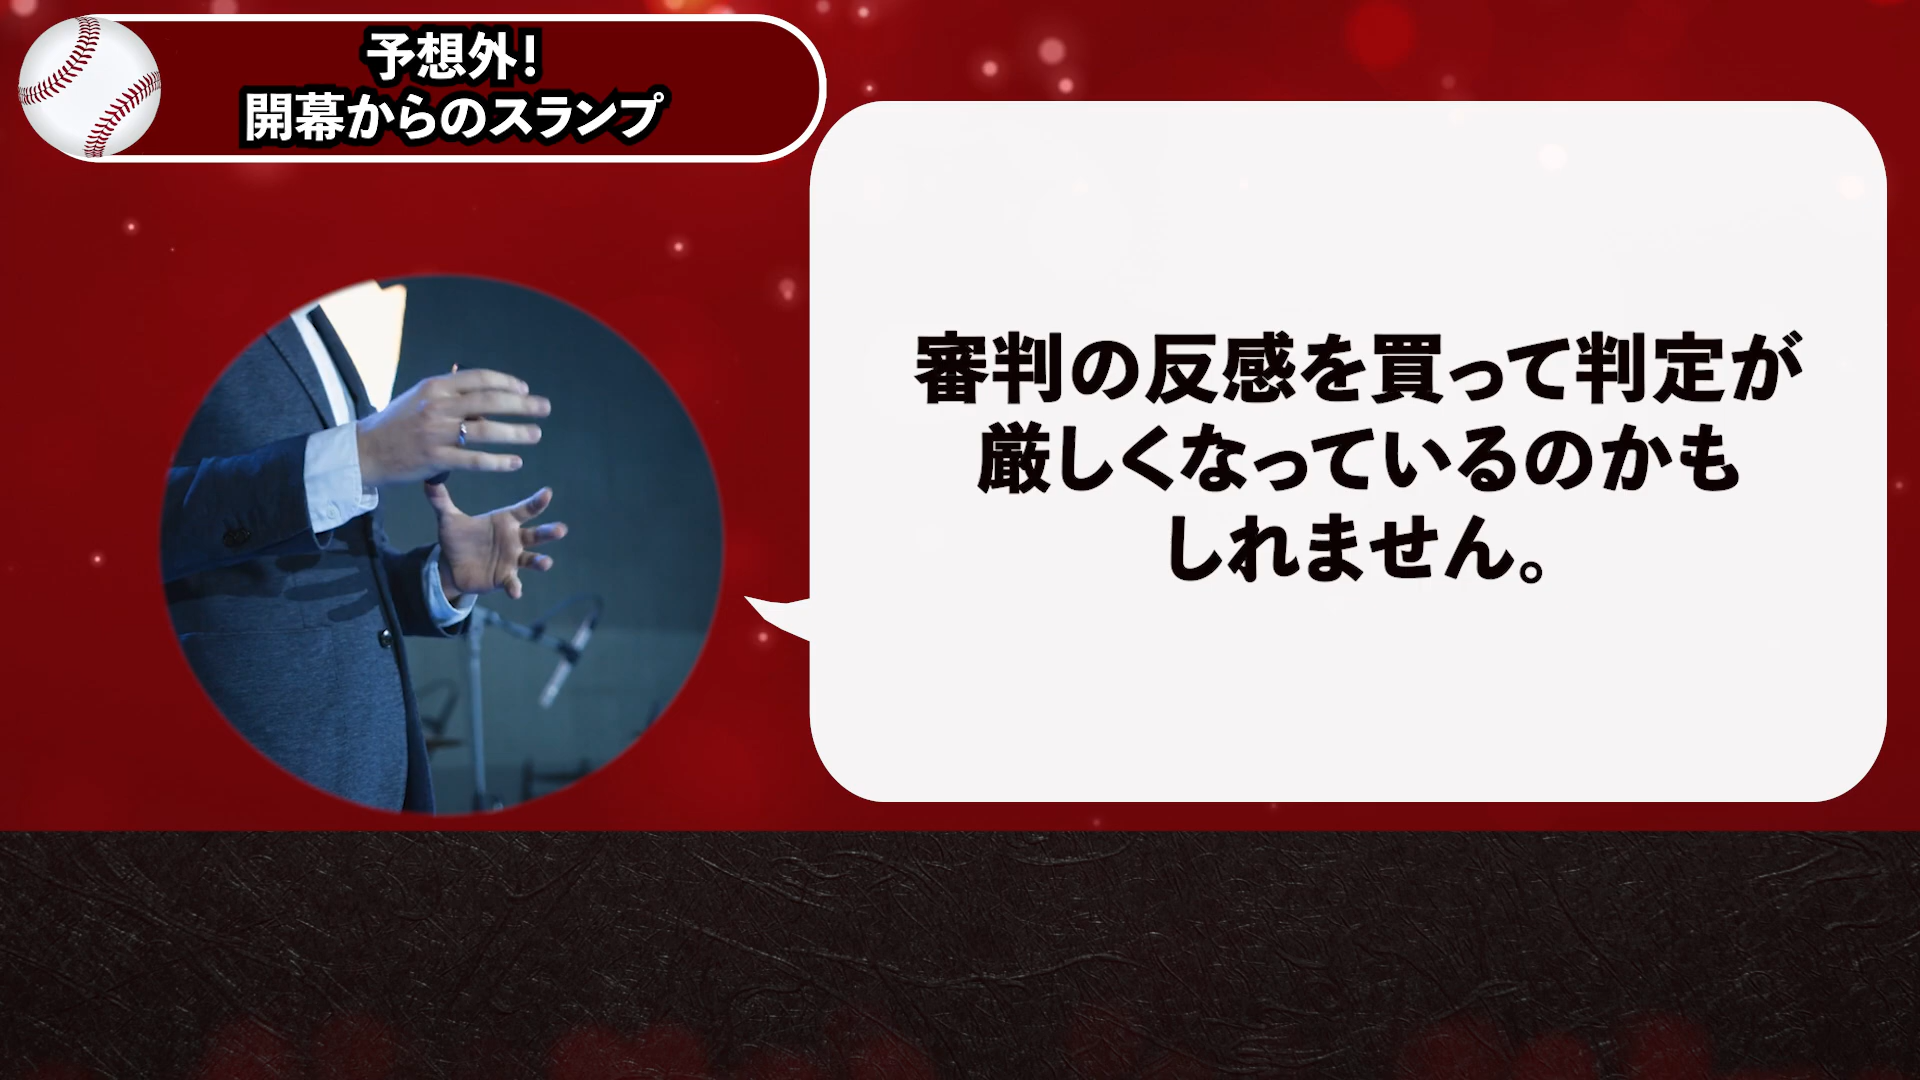 予想外!
開幕からのスランプ
審判の反感を買って判定が
厳しくなっているのかも
しれません。